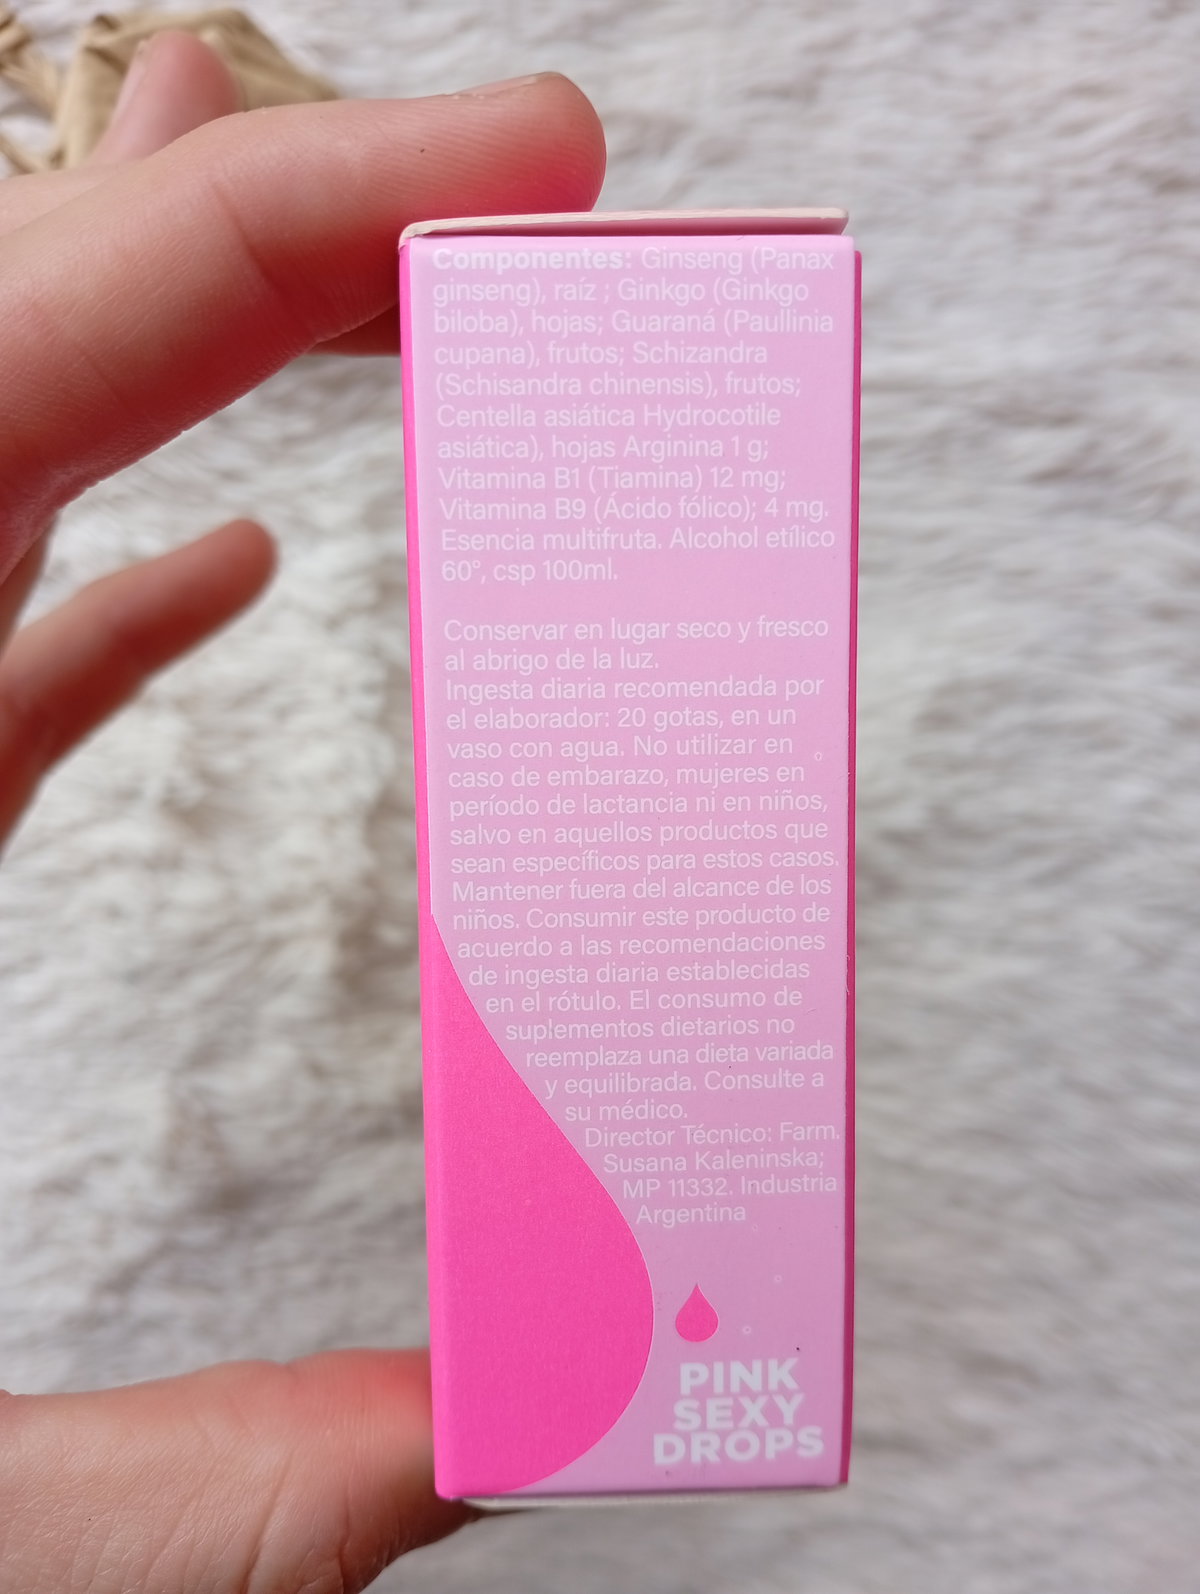 Componentes: Ginseng (Panax
ginseng), raíz ; Ginkgo (Ginkgo
biloba), hojas; Guaraná (Paullinia
cupana), frutos; Schizandra
(Schisandra chinensis), frutos;
Centella asiática Hydrocotile
asiática), hojas Arginina 1 g;
Vitamina B1 (Tiamina) 12 mg;
Vitamina B9 (Ácido fólico); 4 mg.
Esencia multifruta. Alcohol etílico
60°, csp 100ml.
Conservar en lugar seco y fresco
al abrigo de la luz.
Ingesta diaria recomendada por
el elaborador: 20 gotas, en un
vaso con agua. No utilizar en
caso de embarazo, mujeres en
período de lactancia ni en niños,
salvo en aquellos productos que
sean específicos para estos casos.
Mantener fuera del alcance de los
niños. Consumir este producto de
acuerdo a las recomendaciones
de ingesta diaria establecidas
en el rótulo. El consumo de
suplementos dietarios no
reemplaza una dieta variada
y equilibrada. Consulte a
su médico.
Director Técnico: Farm.
Susana Kaleninska;
MP 11332. Industria
Argentina
PINK
SEXY
DROPS